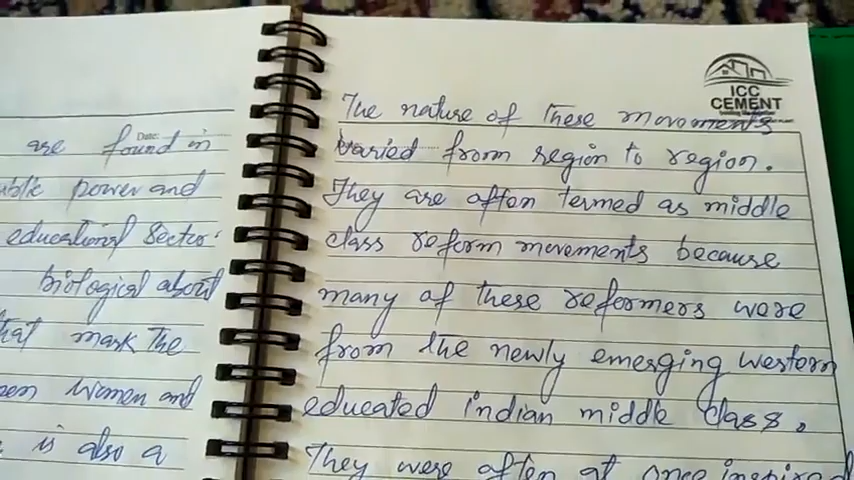 are found in
power and
educational Sector.
biological about
that mark The
women and
is also a
Date:
ICC
CEMENT
The nature of These movements
varied from region to region.
They are often termed as middle
class reform movements because
many of these reformers were
from the newly emerging western
educated indian middle class.
They were often at once inspired